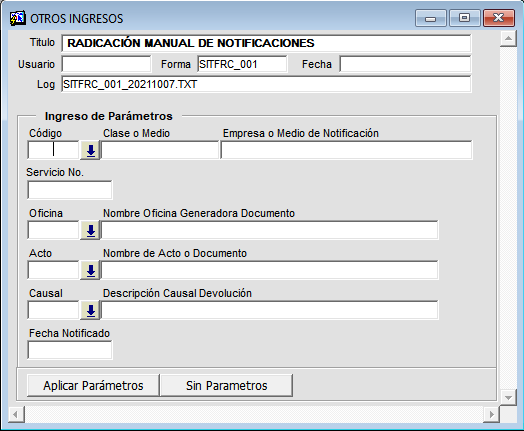 OTROS INGRESOS
Titulo RADICACIÓN MANUAL DE NOTIFICACIONES
Usuario Forma SITFRC_001 Fecha
Log SITFRC_001_20211007.TXT
Ingreso de Parámetros
Código Clase o Medio Empresa o Medio de Notificación
Servicio No.
Oficina Nombre Oficina Generadora Documento
Acto Nombre de Acto o Documento
Causal Descripción Causal Devolución
Fecha Notificado
Aplicar Parámetros Sin Parametros